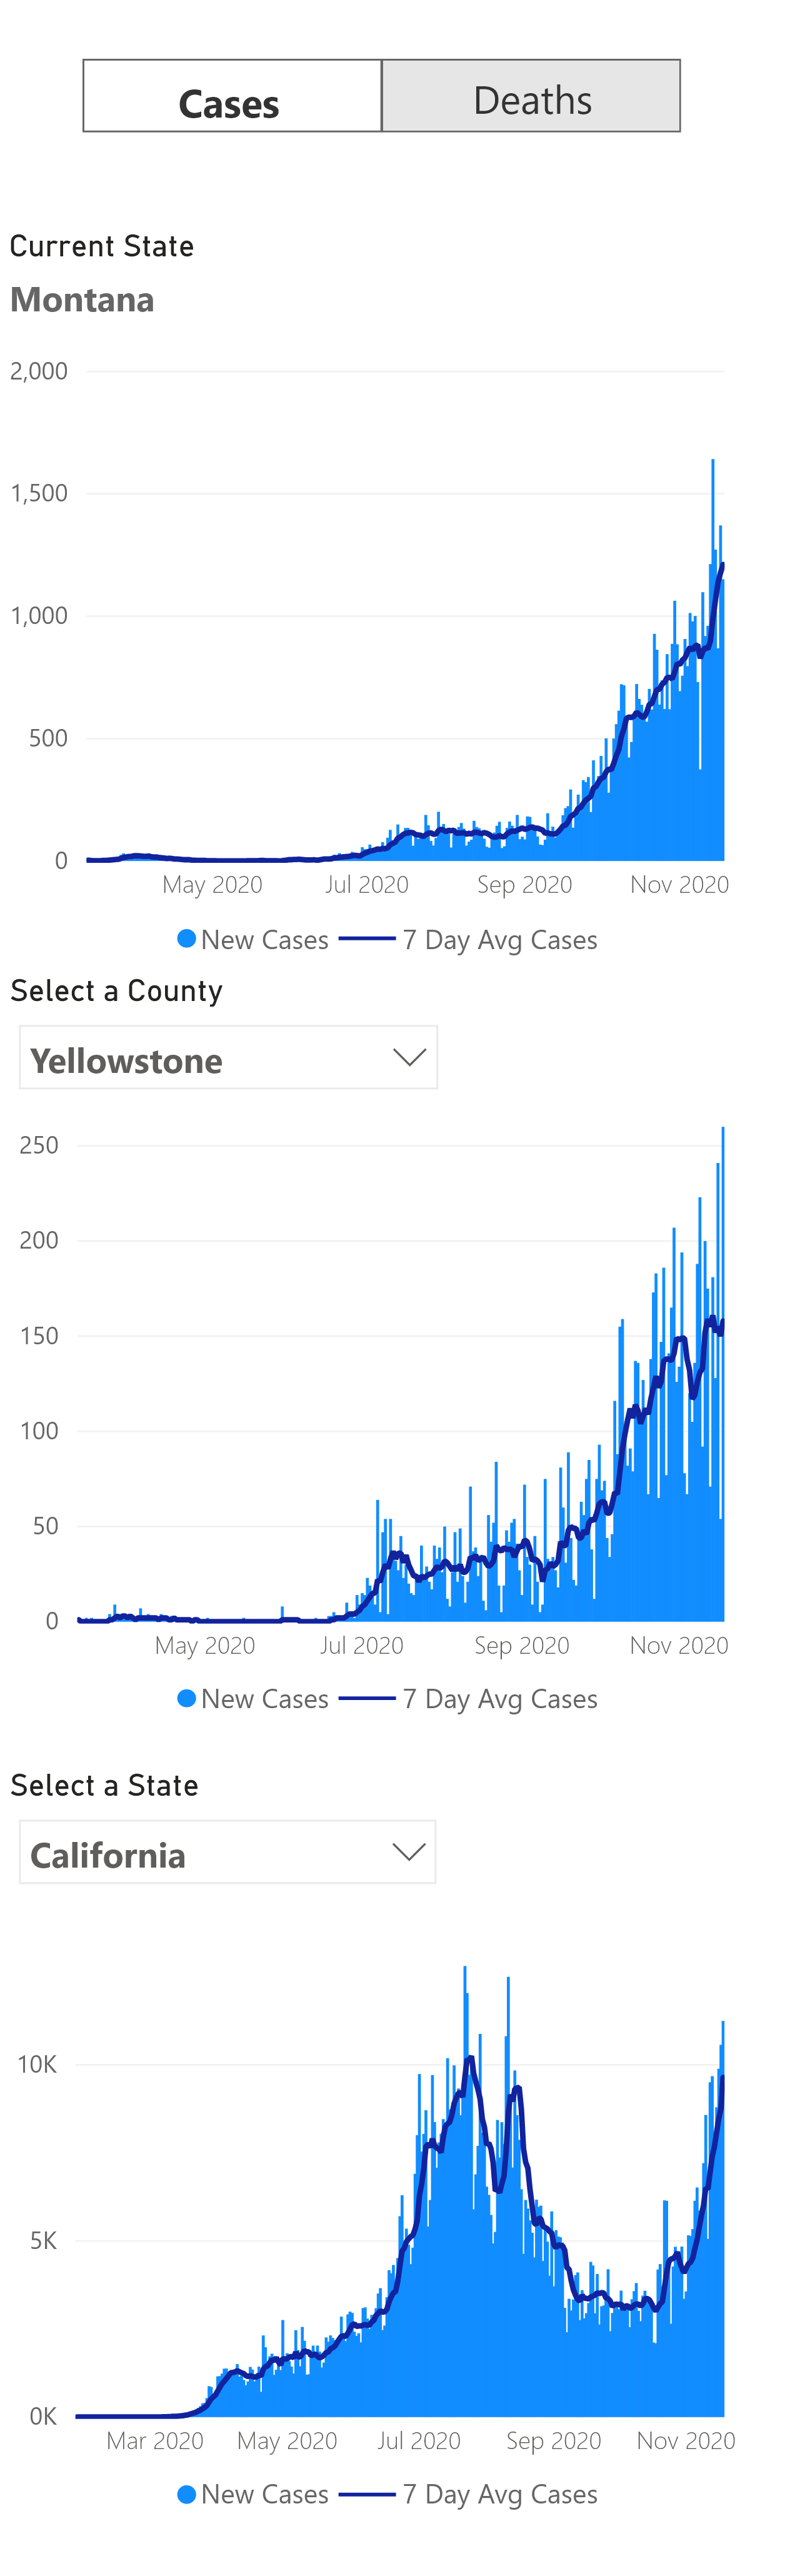 Cases Deaths
Current State
Montana
2,000
1,500
1,000
500
0
May 2020 Jul 2020 Sep 2020 Nov 2020
New Cases 7 Day Avg Cases
Select a County
Yellowstone
250
200
150
100
50
0
May 2020 Jul 2020 Sep 2020 Nov 2020
New Cases 7 Day Avg Cases
Select a State
California
10K
5K
0K
Mar 2020 May 2020 Jul 2020 Sep 2020 Nov 2020
New Cases 7 Day Avg Cases